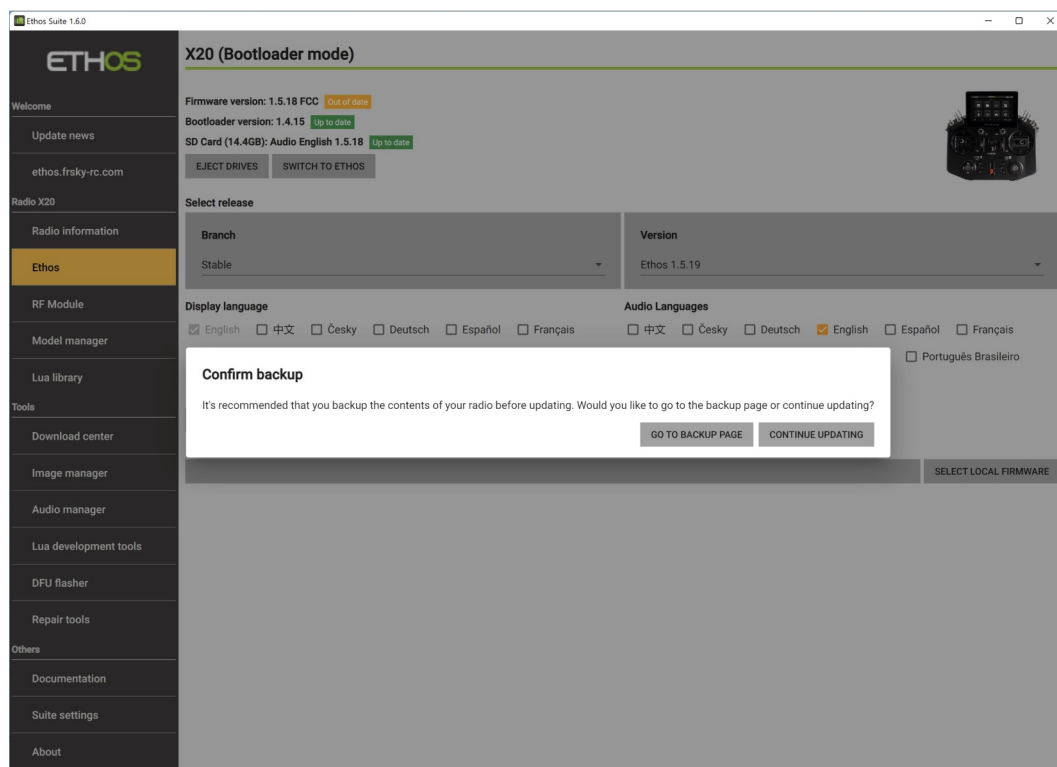 Ethos Suite 1.6.0
ETHOS
Welcome
Update news
ethos.frsky-rc.com
Radio X20
Radio information
Ethos
RF Module
Model manager
Lua library
Tools
Download center
Image manager
Audio manager
Lua development tools
DFU flasher
Repair tools
Others
Documentation
Suite settings
About
X20 (Bootloader mode)
Firmware version: 1.5.18 FCC Out of date
Bootloader version: 1.4.15 Up to date
SD Card (14.4GB): Audio English 1.5.18 Up to date
EJECT DRIVES SWITCH TO ETHOS
Select release
Branch
Stable
Version
Ethos 1.5.19
Display language
English 中文 Česky Deutsch Español Français
Audio Languages
中文 Česky Deutsch English Español Français
Português Brasileiro
Confirm backup
It's recommended that you backup the contents of your radio before updating. Would you like to go to the backup page or continue updating?
GO TO BACKUP PAGE CONTINUE UPDATING
SELECT LOCAL FIRMWARE